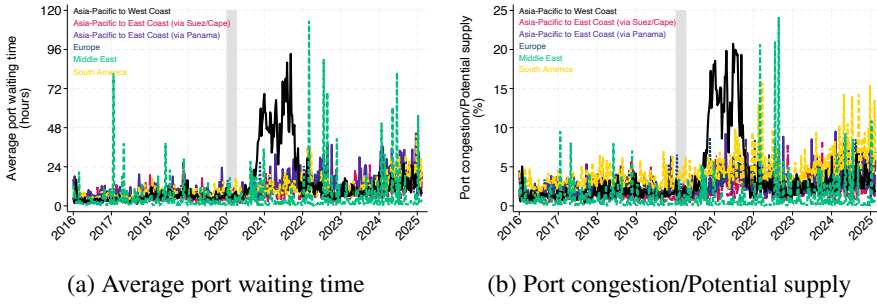 Average port waiting time
(hours)
120
96
72
48
24
0
Asia-Pacific to West Coast
Asia-Pacific to East Coast (via Suez/Cape)
Asia-Pacific to East Coast (via Panama)
Europe
Middle East
South America
2016
2017
2018
2019
2020
2021
2022
2023
2024
2025
(a) Average port waiting time
Port congestion/Potential supply
(%)
25
20
15
10
5
0
Asia-Pacific to West Coast
Asia-Pacific to East Coast (via Suez/Cape)
Asia-Pacific to East Coast (via Panama)
Europe
Middle East
South America
2016
2017
2018
2019
2020
2021
2022
2023
2024
2025
(b) Port congestion/Potential supply